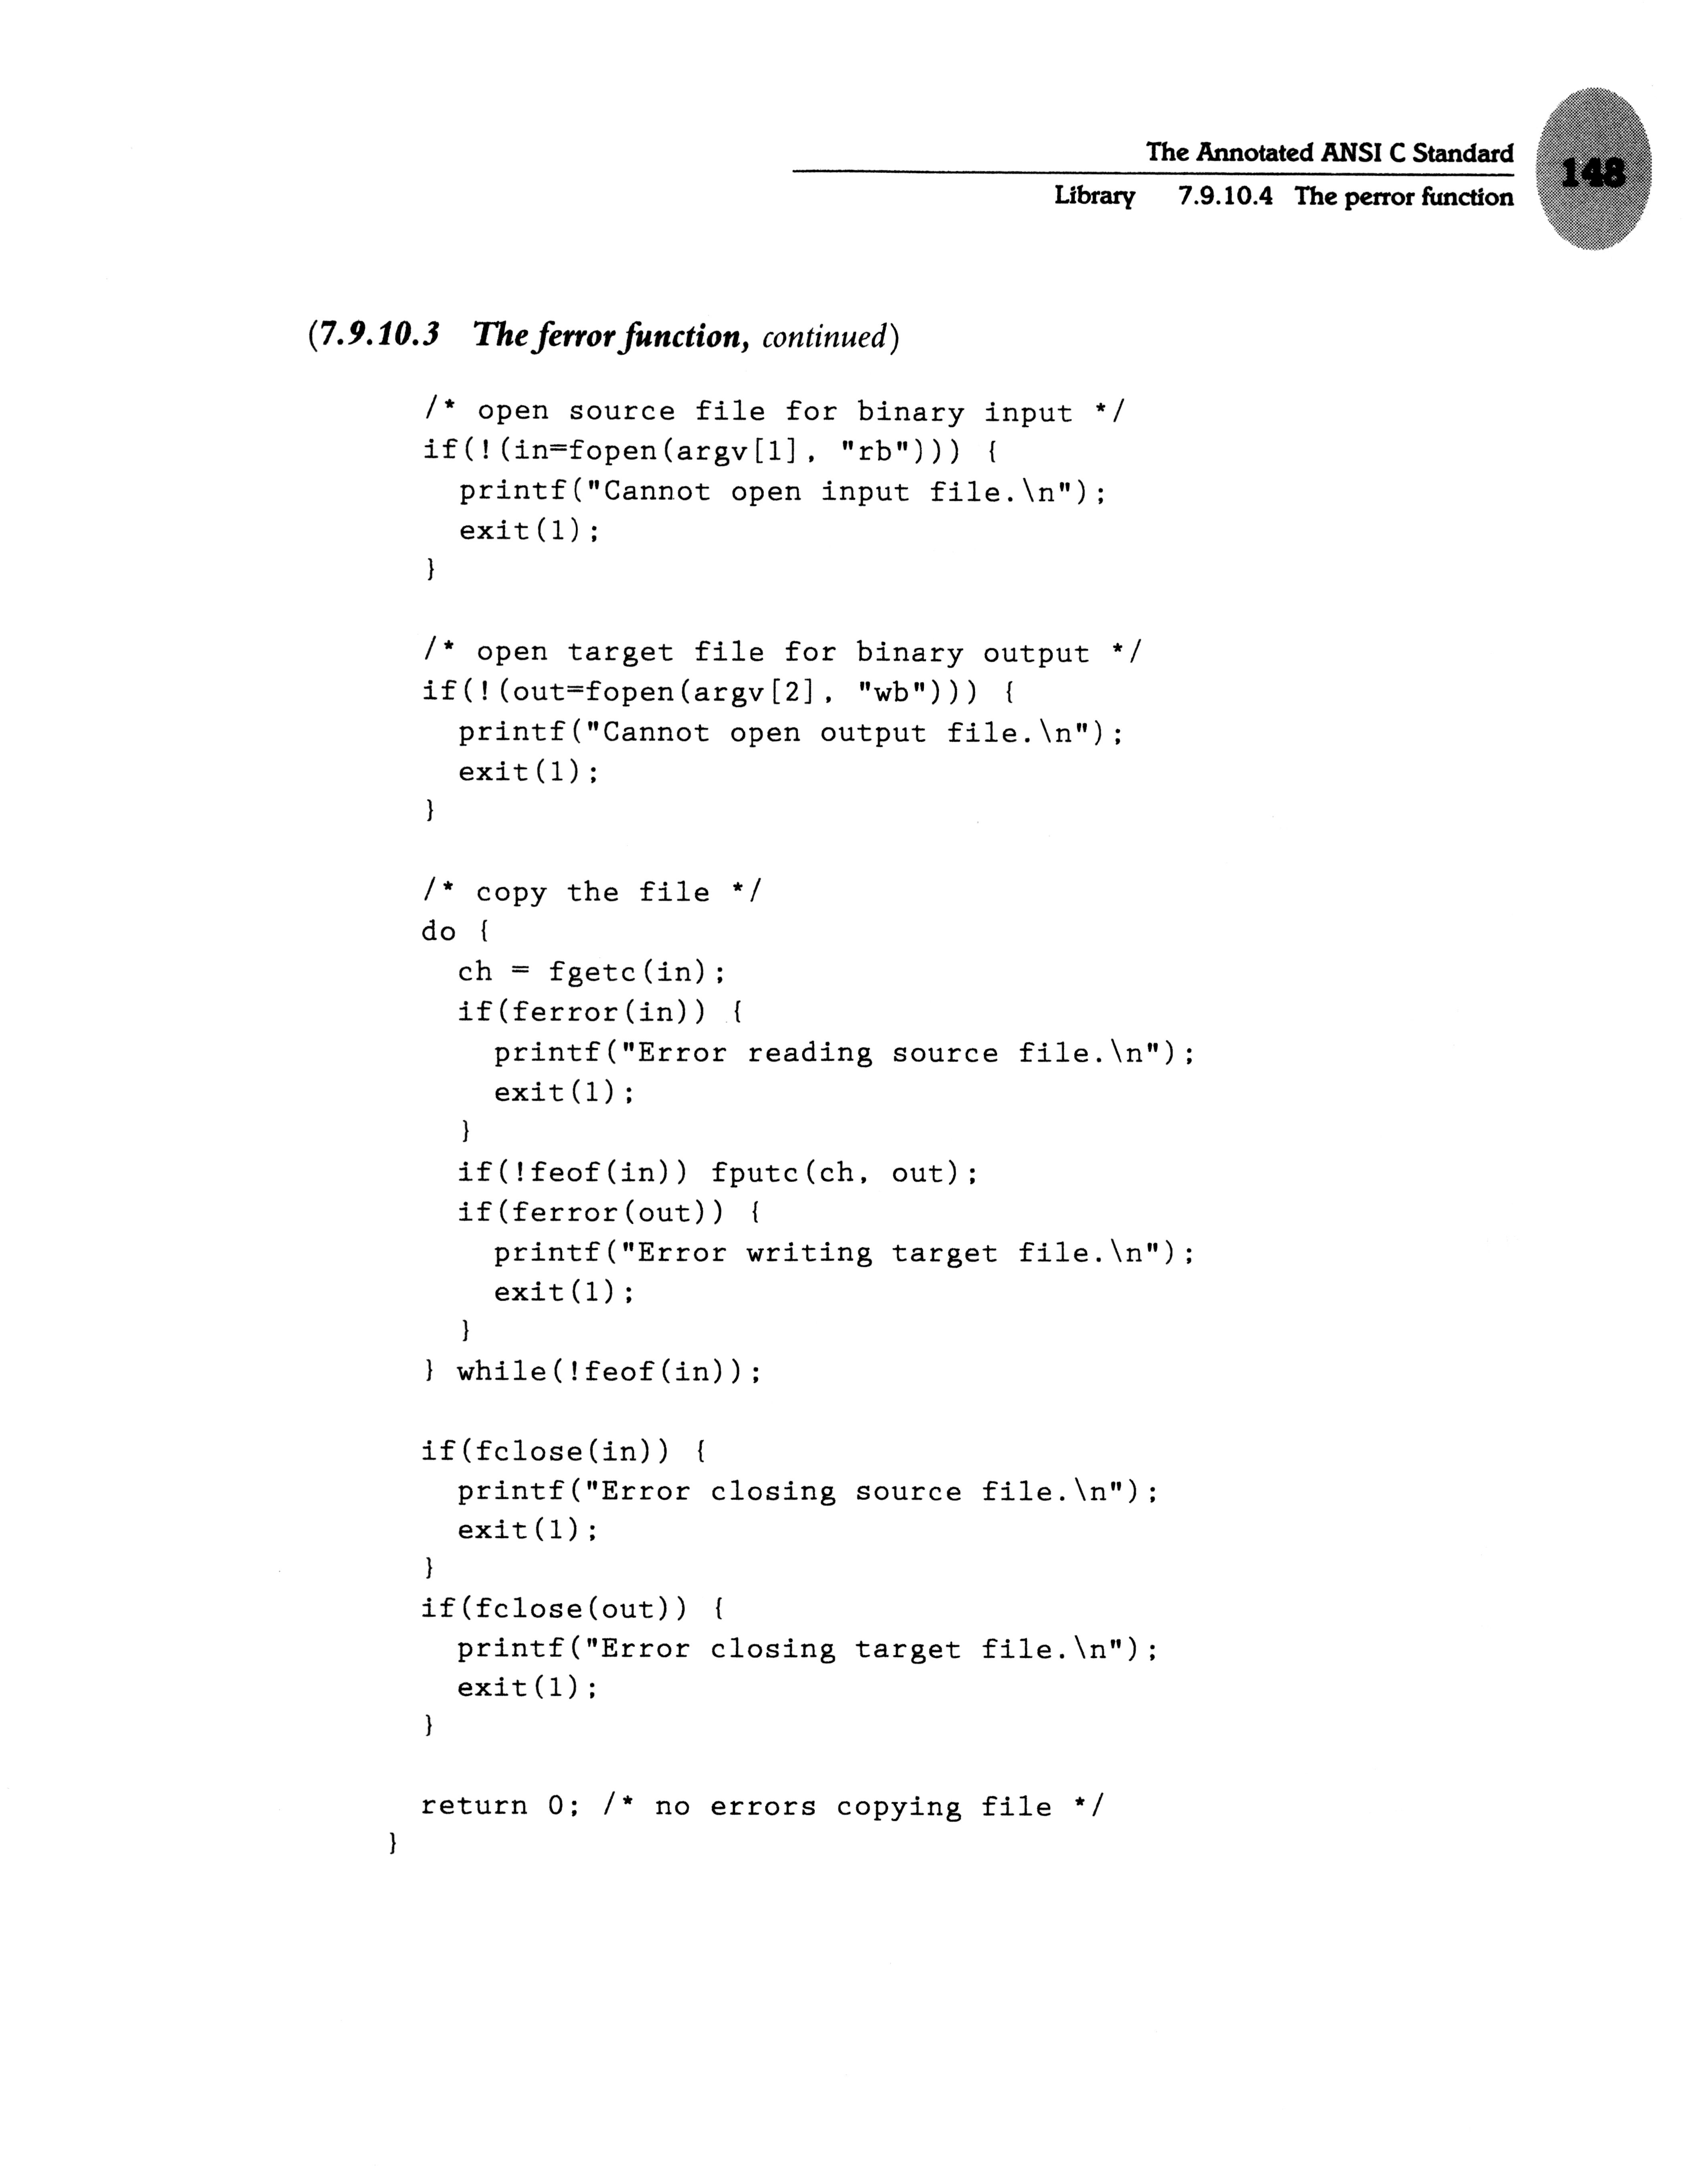 The Annotated ANSI C Standard
148
Library 7.9.10.4 The perror function
(7.9.10.3 The ferror function, continued)
/* open source file for binary input */
if(!(in=fopen(argv[1], "rb"))) {
  printf("Cannot open input file.\n");
  exit(1);
}
/* open target file for binary output */
if(!(out=fopen(argv[2], "wb"))) {
  printf("Cannot open output file.\n");
  exit(1);
}
/* copy the file */
do {
  ch = fgetc(in);
  if(ferror(in)) {
    printf("Error reading source file.\n");
    exit(1);
  }
  if(!feof(in)) fputc(ch, out);
  if(ferror(out)) {
    printf("Error writing target file.\n");
    exit(1);
  }
} while(!feof(in));
if(fclose(in)) {
  printf("Error closing source file.\n");
  exit(1);
}
if(fclose(out)) {
  printf("Error closing target file.\n");
  exit(1);
}
return 0; /* no errors copying file */
}